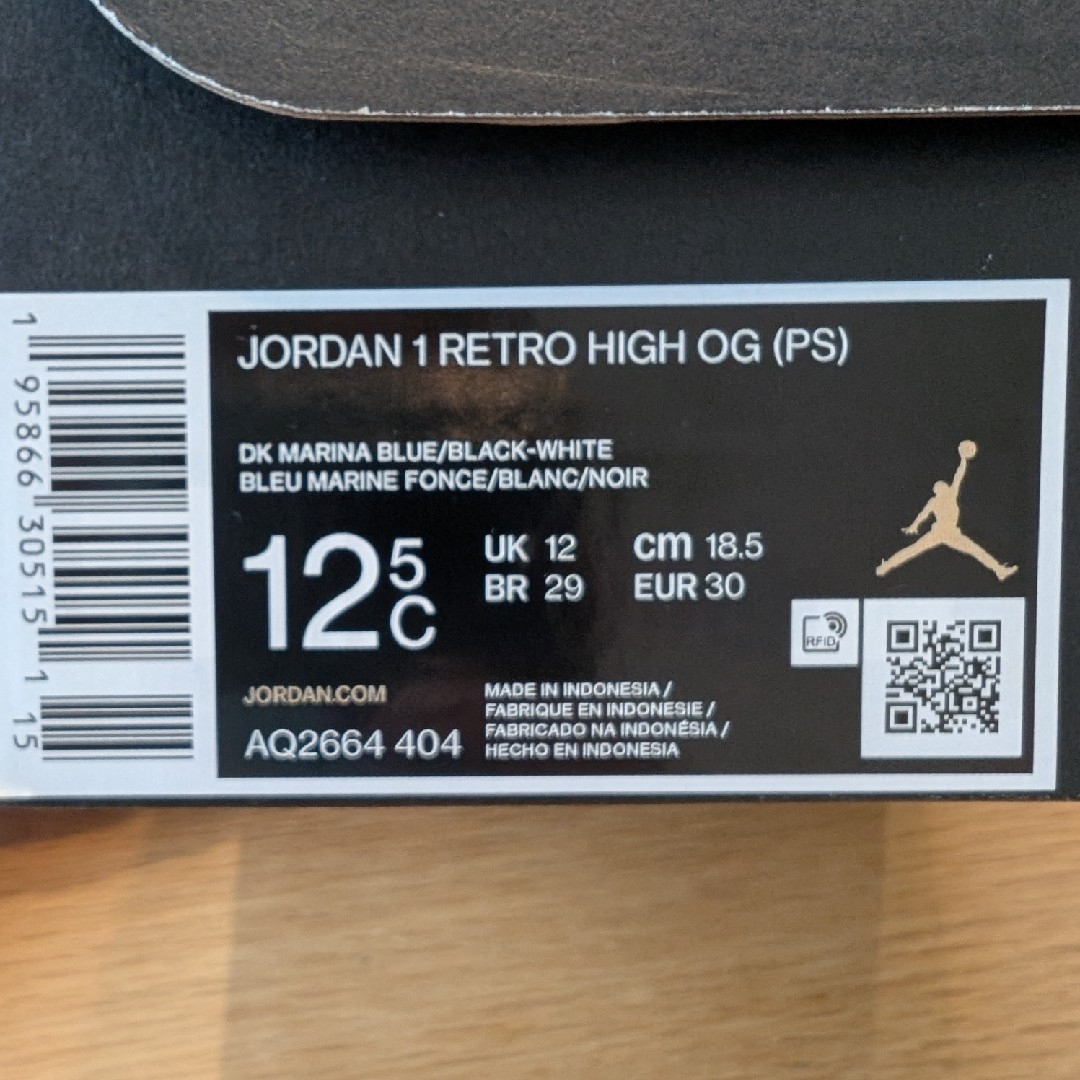 JORDAN 1 RETRO HIGH OG (PS)
DK MARINA BLUE/BLACK-WHITE
BLEU MARINE FONCE/BLANC/NOIR
12 5 C
UK 12 cm 18.5
BR 29 EUR 30
RFID
JORDAN.COM
AQ2664 404
MADE IN INDONESIA /
FABRIQUE EN INDONESIE /
FABRICADO NA INDONÉSIA /
HECHO EN INDONESIA
1 95866 30515 1 15